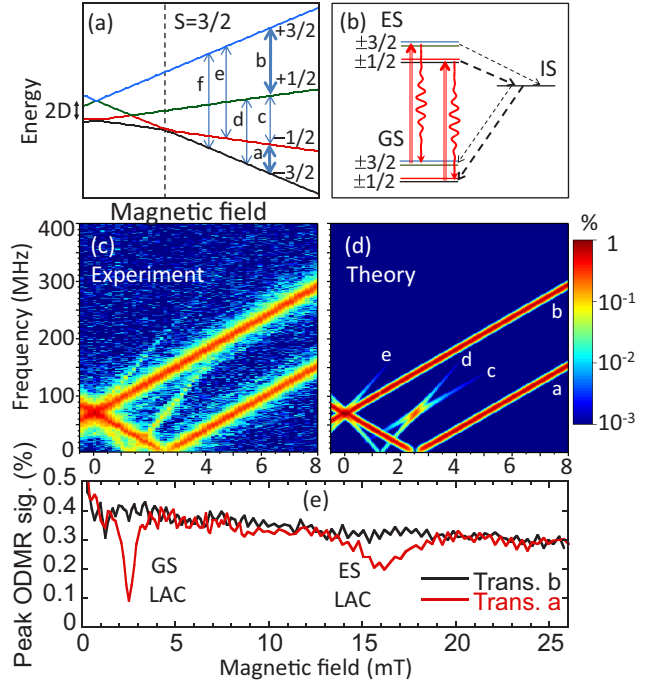 (a)
S=3/2
+3/2
b
+1/2
f
e
d
c
−1/2
a
−3/2
2D
Energy
Magnetic field
(b)
ES
±3/2
±1/2
IS
GS
±3/2
±1/2
(c)
Experiment
Frequency (MHz)
400
300
200
100
0
0 2 4 6 8
(d)
Theory
e
d
c
b
a
0 2 4 6 8
%
1
10⁻¹
10⁻²
10⁻³
(e)
Peak ODMR sig. (%)
0.5
0.4
0.3
0.2
0.1
0
GS
LAC
ES
LAC
Trans. b
Trans. a
0 5 10 15 20 25
Magnetic field (mT)